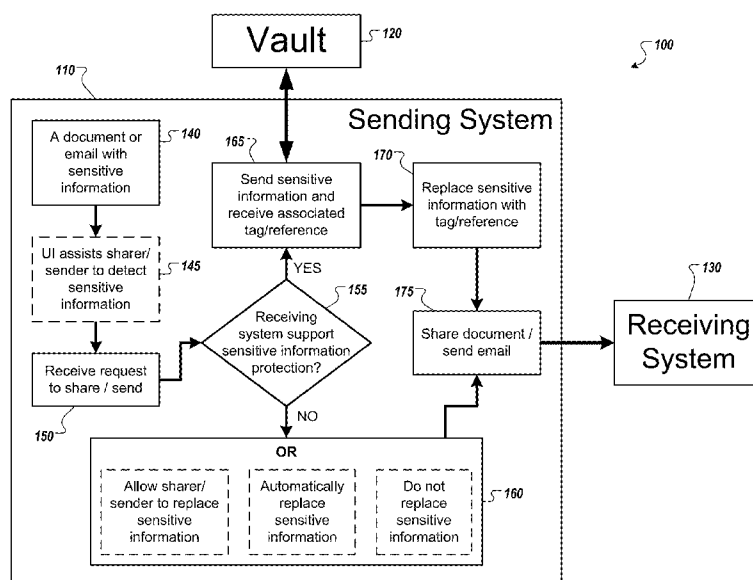 Vault
120
100
110
Sending System
140
A document or
email with
sensitive
information
165
Send sensitive
information and
receive associated
tag/reference
170
Replace sensitive
information with
tag/reference
UI assists sharer/
sender to detect
sensitive
information
145
YES
155
Receiving
system support
sensitive information
protection?
175
Share document /
send email
130
Receiving
System
Receive request
to share / send
150
NO
OR
Allow sharer/
sender to replace
sensitive
information
Automatically
replace
sensitive
information
Do not
replace
sensitive
information
160